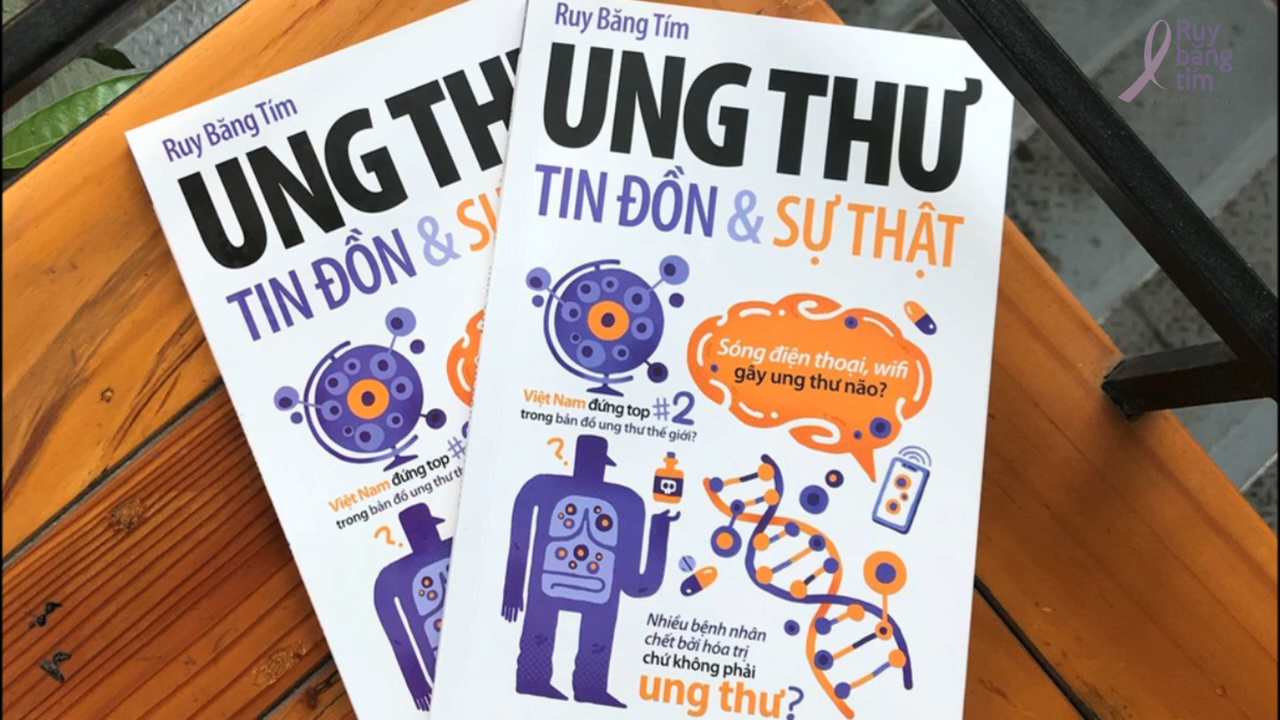 Ruy Băng Tím
UNG THƯ
TIN ĐỒN & SỰ THẬT
Sóng điện thoại, wifi
gây ung thư não?
Việt Nam đứng top #2
trong bản đồ ung thư thế giới?
Nhiều bệnh nhân
chết bởi hóa trị
chứ không phải
ung thư?
Ruy Băng Tím
UNG TH
TIN ĐỒN & S
Việt Nam đứng top #
trong bản đồ ung thư th
Ruy
băng
tím